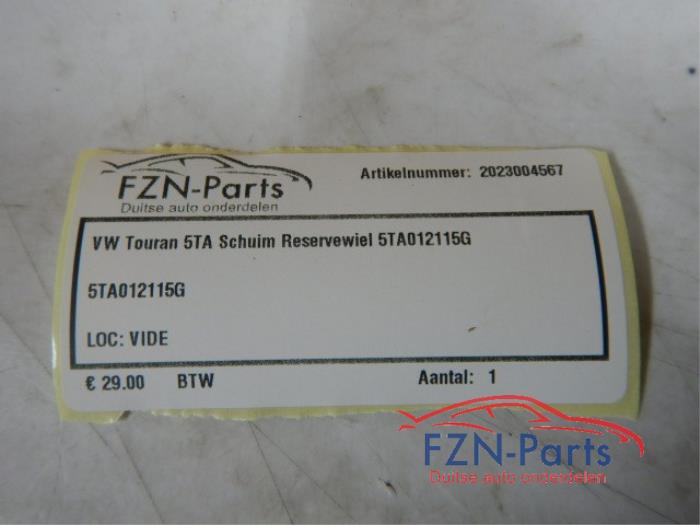 FZN-Parts
Duitse auto onderdelen
Artikelnummer: 2023004567
VW Touran 5TA Schuim Reservewiel 5TA012115G
5TA012115G
LOC: VIDE
€ 29.00 BTW
Aantal: 1
FZN-Parts
Duitse auto onderdelen